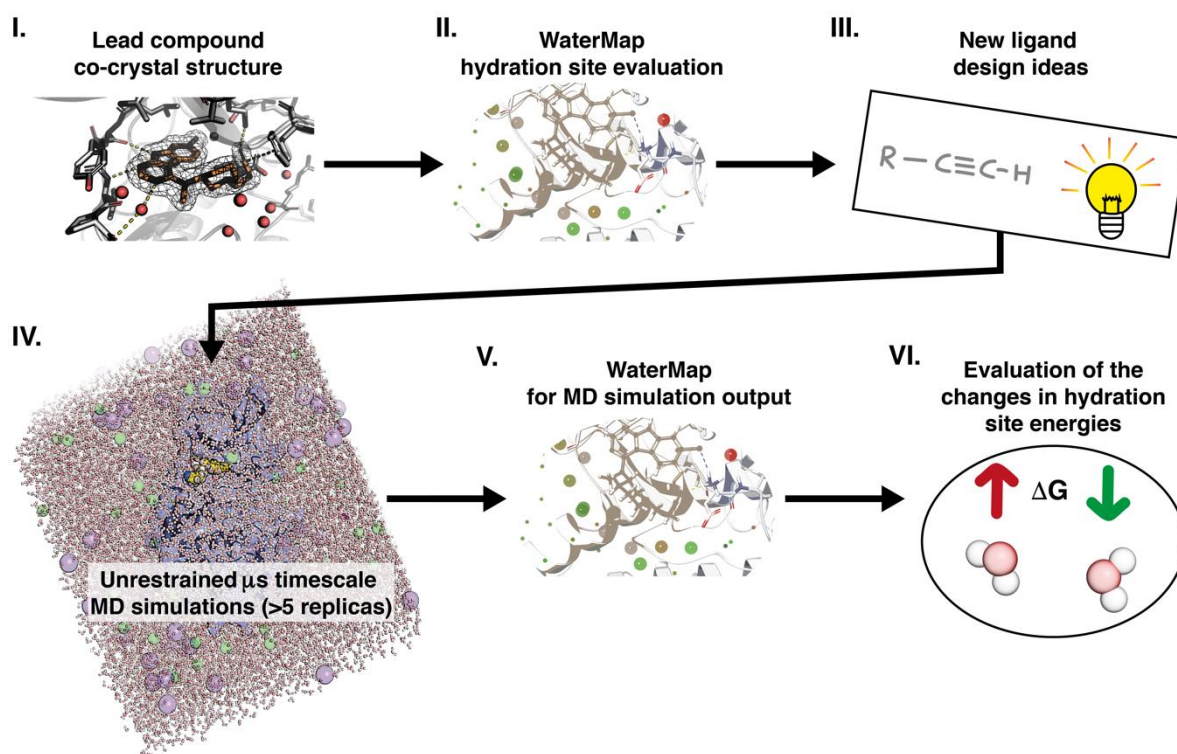 I.
Lead compound
co-crystal structure
II.
WaterMap
hydration site evaluation
III.
New ligand
design ideas
R — C≡C-H
IV.
Unrestrained μs timescale
MD simulations (>5 replicas)
V.
WaterMap
for MD simulation output
VI.
Evaluation of the
changes in hydration
site energies
ΔG